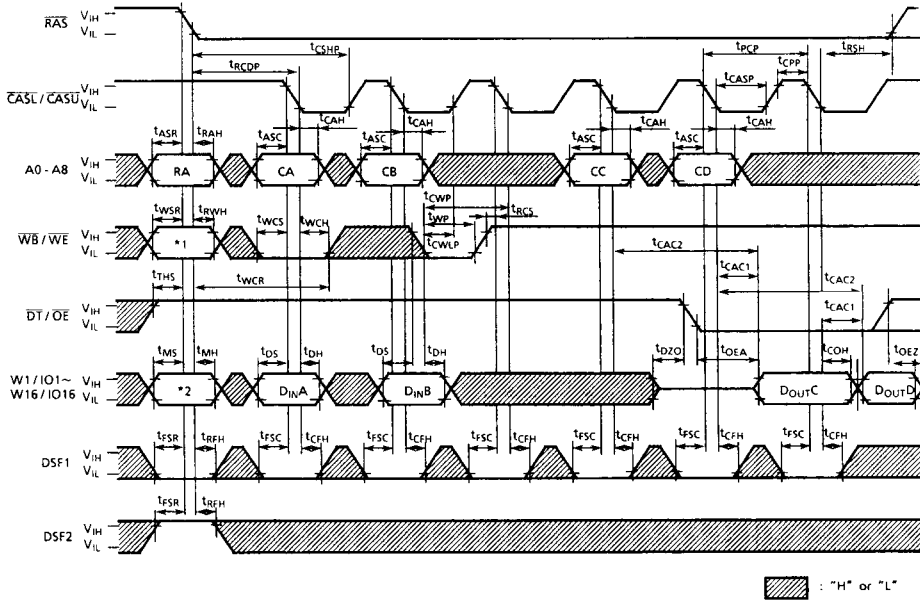 RAS VIH VIL
tCSHP tPCP tRSH
tRCDP tCPP
CASL / CASU VIH VIL
tCASP
tASR tRAH tASC tCAH tASC tCAH tASC tCAH tASC tCAH
A0 - A8 VIH VIL RA CA CB CC CD
tCWP
tWSR tRWH tWCS tWCH tWP tRCS
WB / WE VIH VIL *1
tCWLP tCAC2
tTHS tWCR tCAC1 tCAC2
DT / OE VIH VIL
tCAC1
tMS tMH tDS tDH tDS tDH tDZO tOEA tCOH tOEZ
W1 / IO1~
W16 / IO16 VIH VIL *2 DINA DINB DOUTC DOUTD
tFSR tRFH tFSC tCFH tFSC tCFH tFSC tCFH tFSC tCFH tFSC tCFH tFSC tCFH
DSF1 VIH VIL
tFSR tRFH
DSF2 VIH VIL
: "H" or "L"